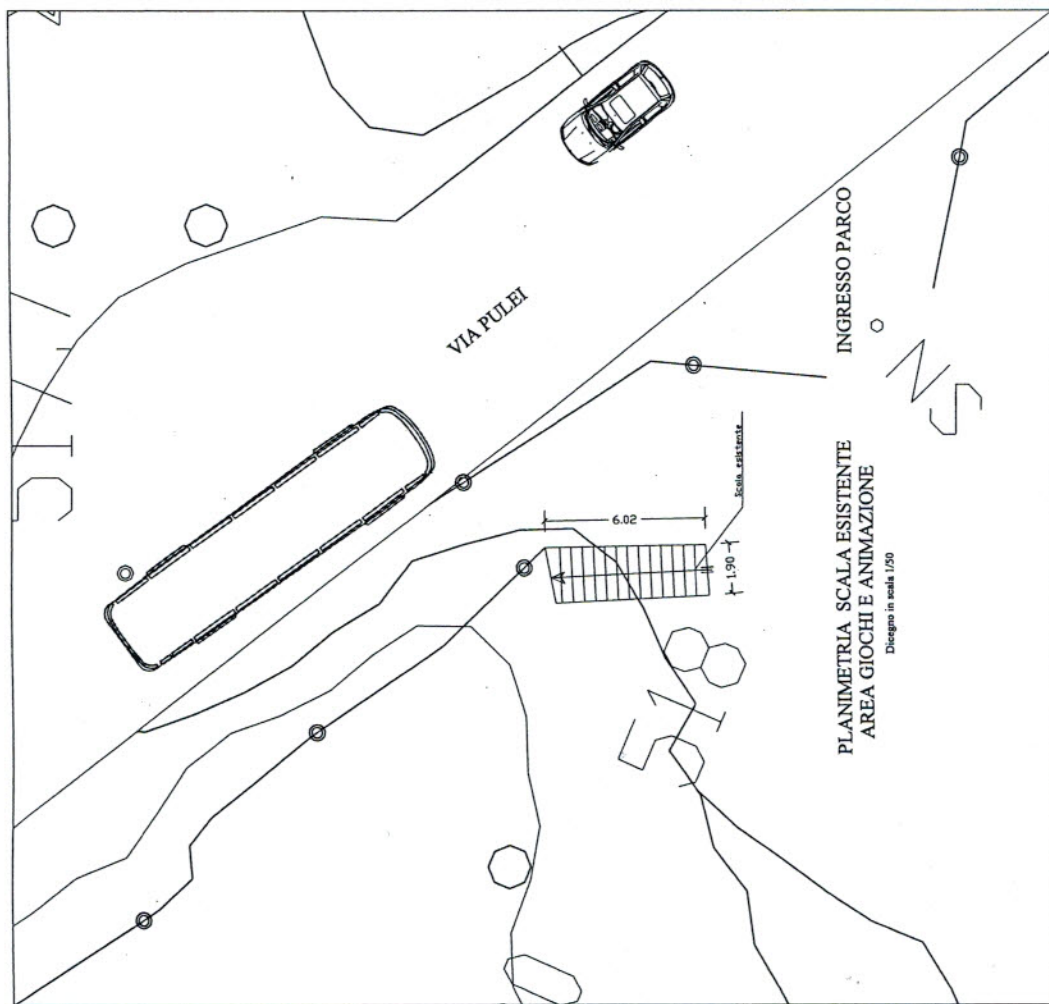 VIA PULEI
INGRESSO PARCO
6.02
1.90
Scala esistente
PLANIMETRIA SCALA ESISTENTE
AREA GIOCHI E ANIMAZIONE
Dicegno in scala 1/50